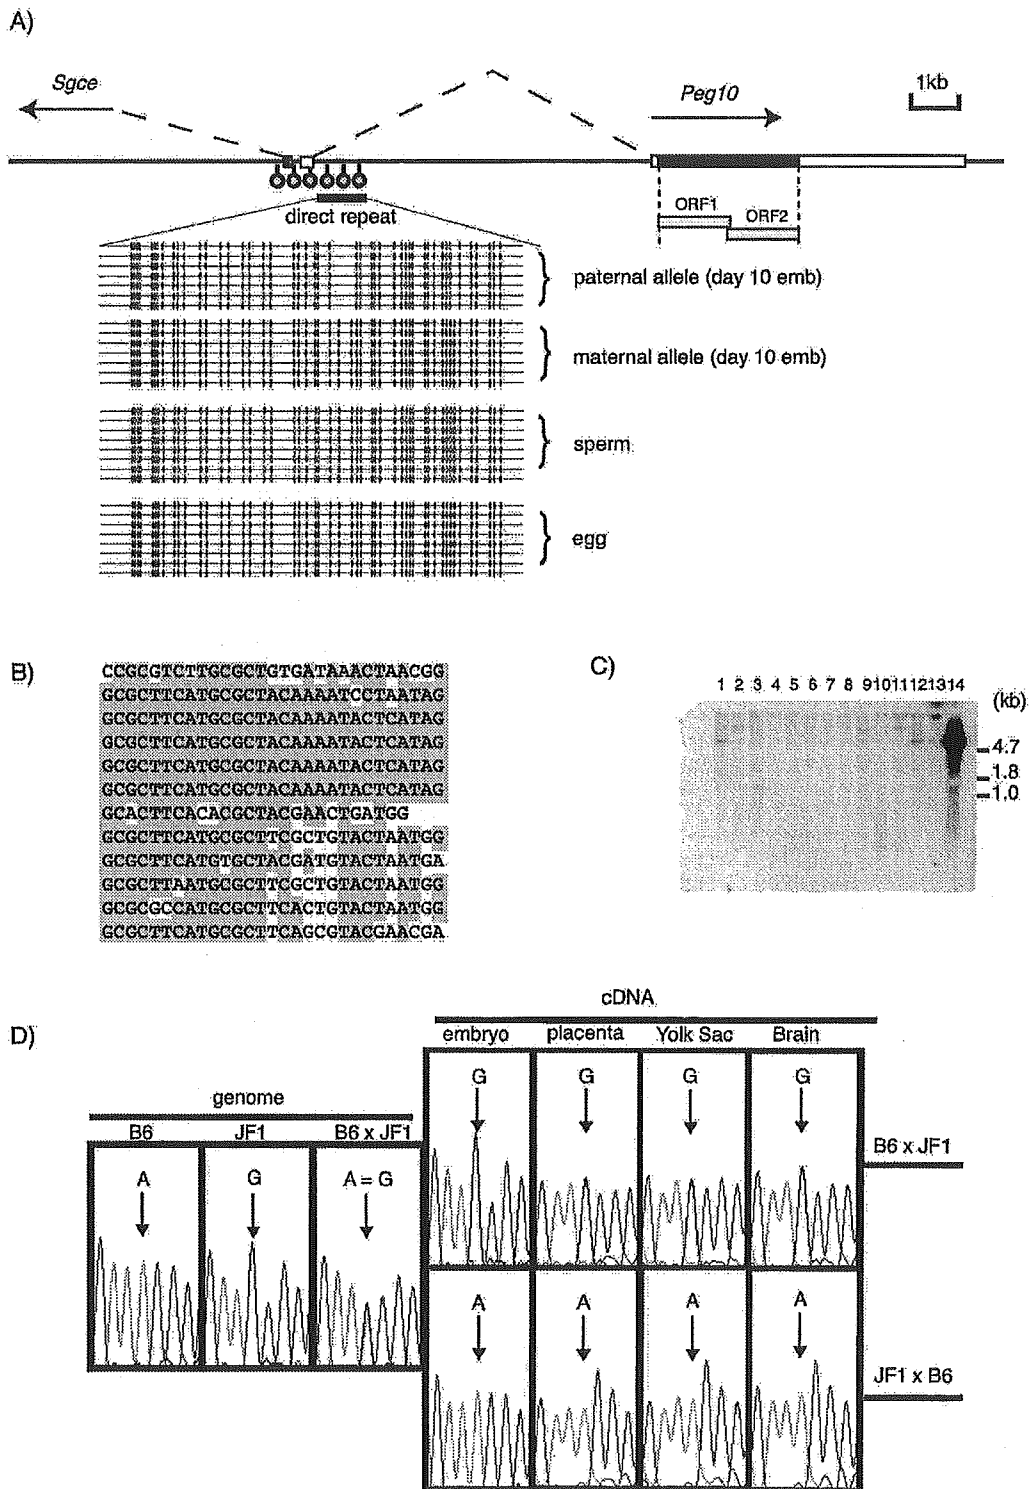 A)
Sgce
Peg10
1kb
direct repeat
ORF1
ORF2
paternal allele (day 10 emb)
maternal allele (day 10 emb)
sperm
egg
B)
CCGCGTCTTGCGCTGTGATAAACTAACGG
GCGCTTCATGCGCTACAAAATCCTAATAG
GCGCTTCATGCGCTACAAAATACTCATAG
GCGCTTCATGCGCTACAAAATACTCATAG
GCGCTTCATGCGCTACAAAATACTCATAG
GCGCTTCATGCGCTACAAAATACTCATAG
GCACTTCACACGCTACGAACTGATGG
GCGCTTCATGCGCTTCGCTGTACTAATGG
GCGCTTCATGTGCTACGATGTACTAATGA
GCGCTTAATGCGCTTCGCTGTACTAATGG
GCGCGCCATGCGCTTCACTGTACTAATGG
GCGCTTCATGCGCTTCAGCGTACGAACGA
C)
1 2 3 4 5 6 7 8 9 10 11 12 13 14
(kb)
4.7
1.8
1.0
D)
cDNA
embryo placenta Yolk Sac Brain
genome
B6 JF1 B6 x JF1
G G G G
B6 x JF1
A G A = G
A A A A
JF1 x B6